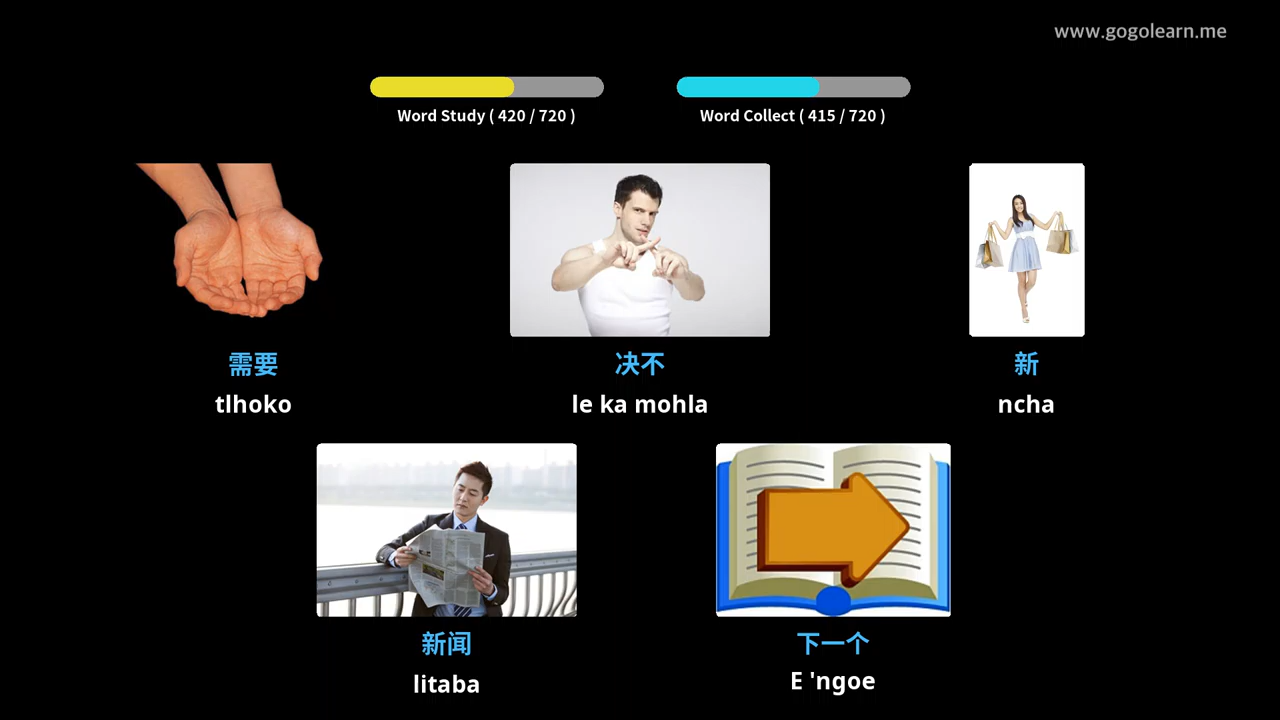 www.gogolearn.me
Word Study ( 420 / 720 )
Word Collect ( 415 / 720 )
需要
tlhoko
决不
le ka mohla
新
ncha
新闻
litaba
下一个
E 'ngoe